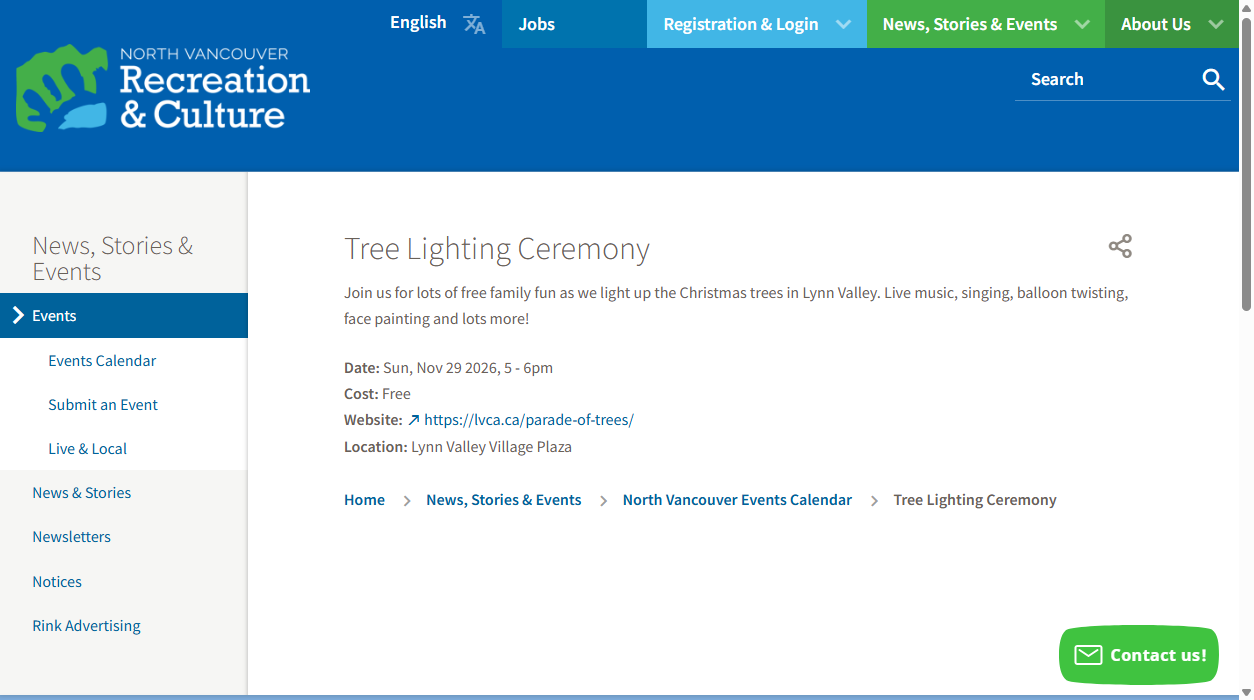 English
Jobs
Registration & Login
News, Stories & Events
About Us
NORTH VANCOUVER
Recreation
& Culture
Search
News, Stories &
Events
Events
Events Calendar
Submit an Event
Live & Local
News & Stories
Newsletters
Notices
Rink Advertising
Tree Lighting Ceremony
Join us for lots of free family fun as we light up the Christmas trees in Lynn Valley. Live music, singing, balloon twisting,
face painting and lots more!
Date: Sun, Nov 29 2026, 5 - 6pm
Cost: Free
Website: https://lvca.ca/parade-of-trees/
Location: Lynn Valley Village Plaza
Home > News, Stories & Events > North Vancouver Events Calendar > Tree Lighting Ceremony
Contact us!